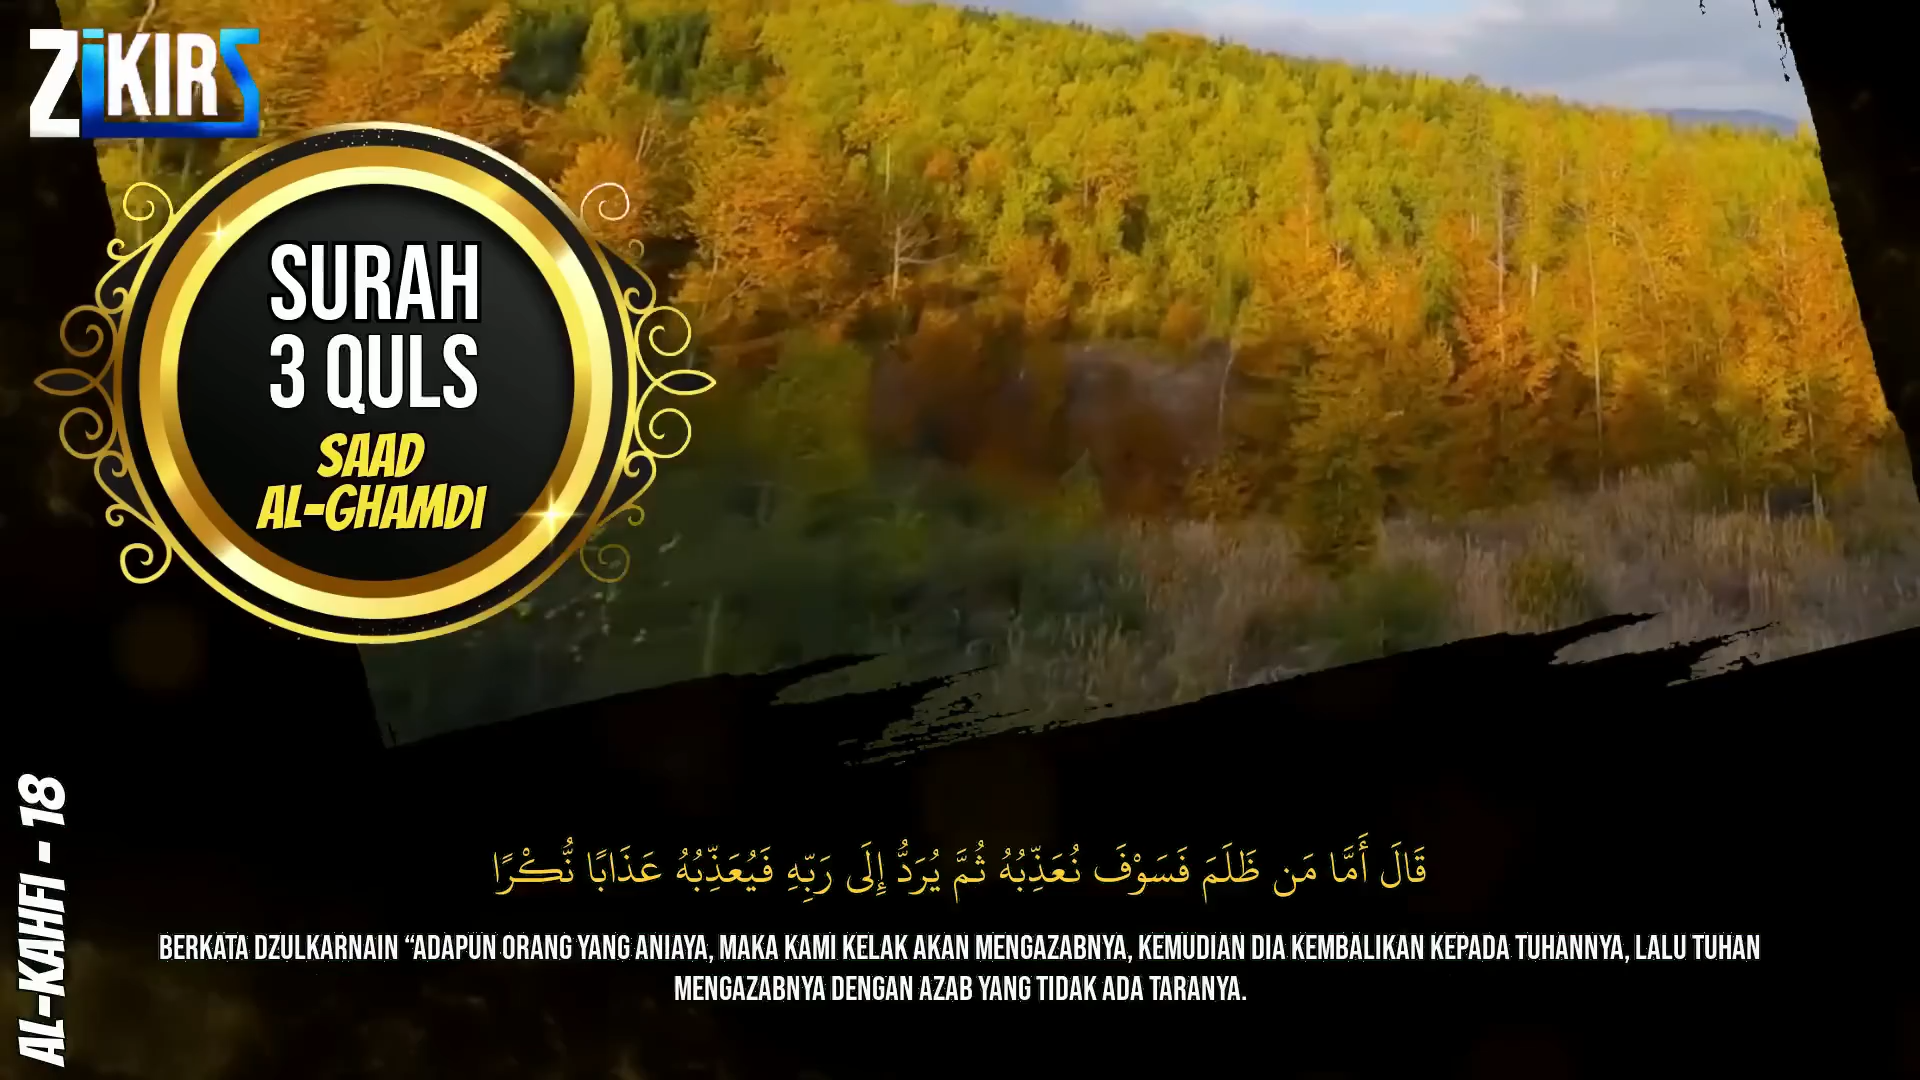 ZiKIRS
SURAH
3 QULS
SAAD
AL-GHAMDI
AL-KAHFI - 18
قَالَ أَمَّا مَن ظَلَمَ فَسَوْفَ نُعَذِّبُهُ ثُمَّ يُرَدُّ إِلَى رَبِّهِ فَيُعَذِّبُهُ عَذَابًا نُّكْرًا
BERKATA DZULKARNAIN “ADAPUN ORANG YANG ANIAYA, MAKA KAMI KELAK AKAN MENGAZABNYA, KEMUDIAN DIA KEMBALIKAN KEPADA TUHANNYA, LALU TUHAN
MENGAZABNYA DENGAN AZAB YANG TIDAK ADA TARANYA.